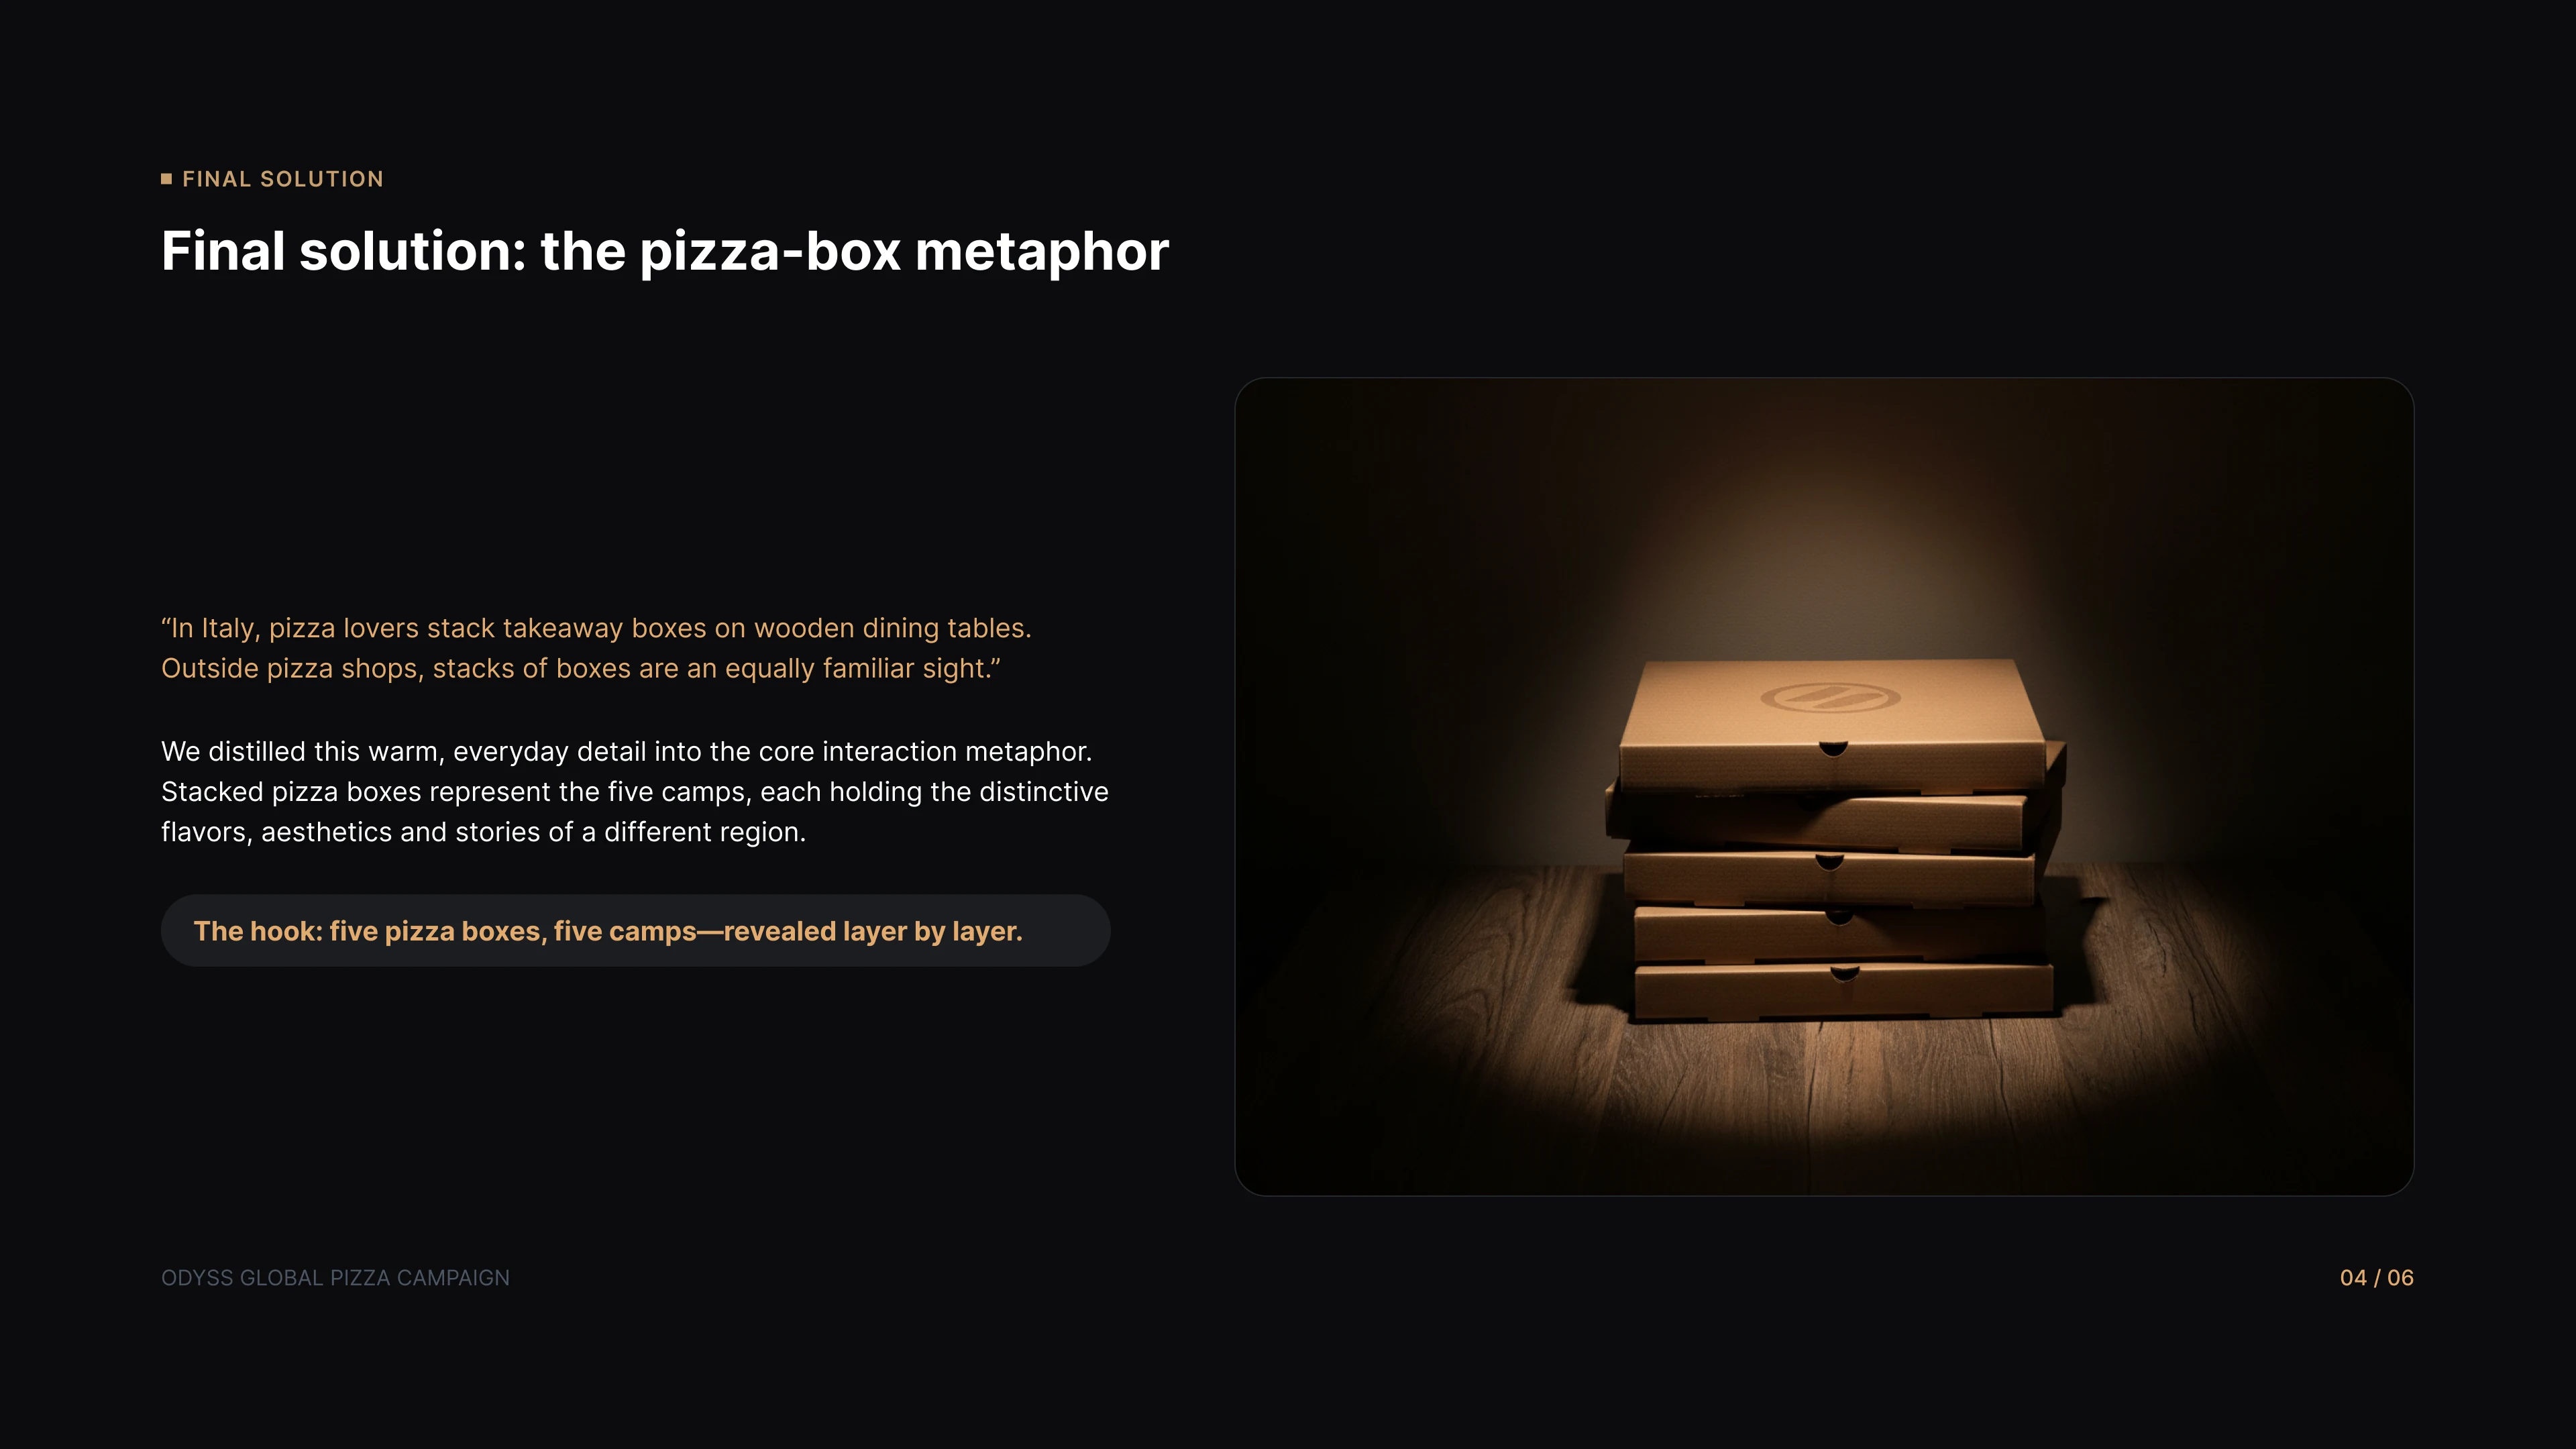 FINAL SOLUTION
Final solution: the pizza-box metaphor
“In Italy, pizza lovers stack takeaway boxes on wooden dining tables.
Outside pizza shops, stacks of boxes are an equally familiar sight.”
We distilled this warm, everyday detail into the core interaction metaphor.
Stacked pizza boxes represent the five camps, each holding the distinctive
flavors, aesthetics and stories of a different region.
The hook: five pizza boxes, five camps—revealed layer by layer.
ODYSS GLOBAL PIZZA CAMPAIGN
04 / 06